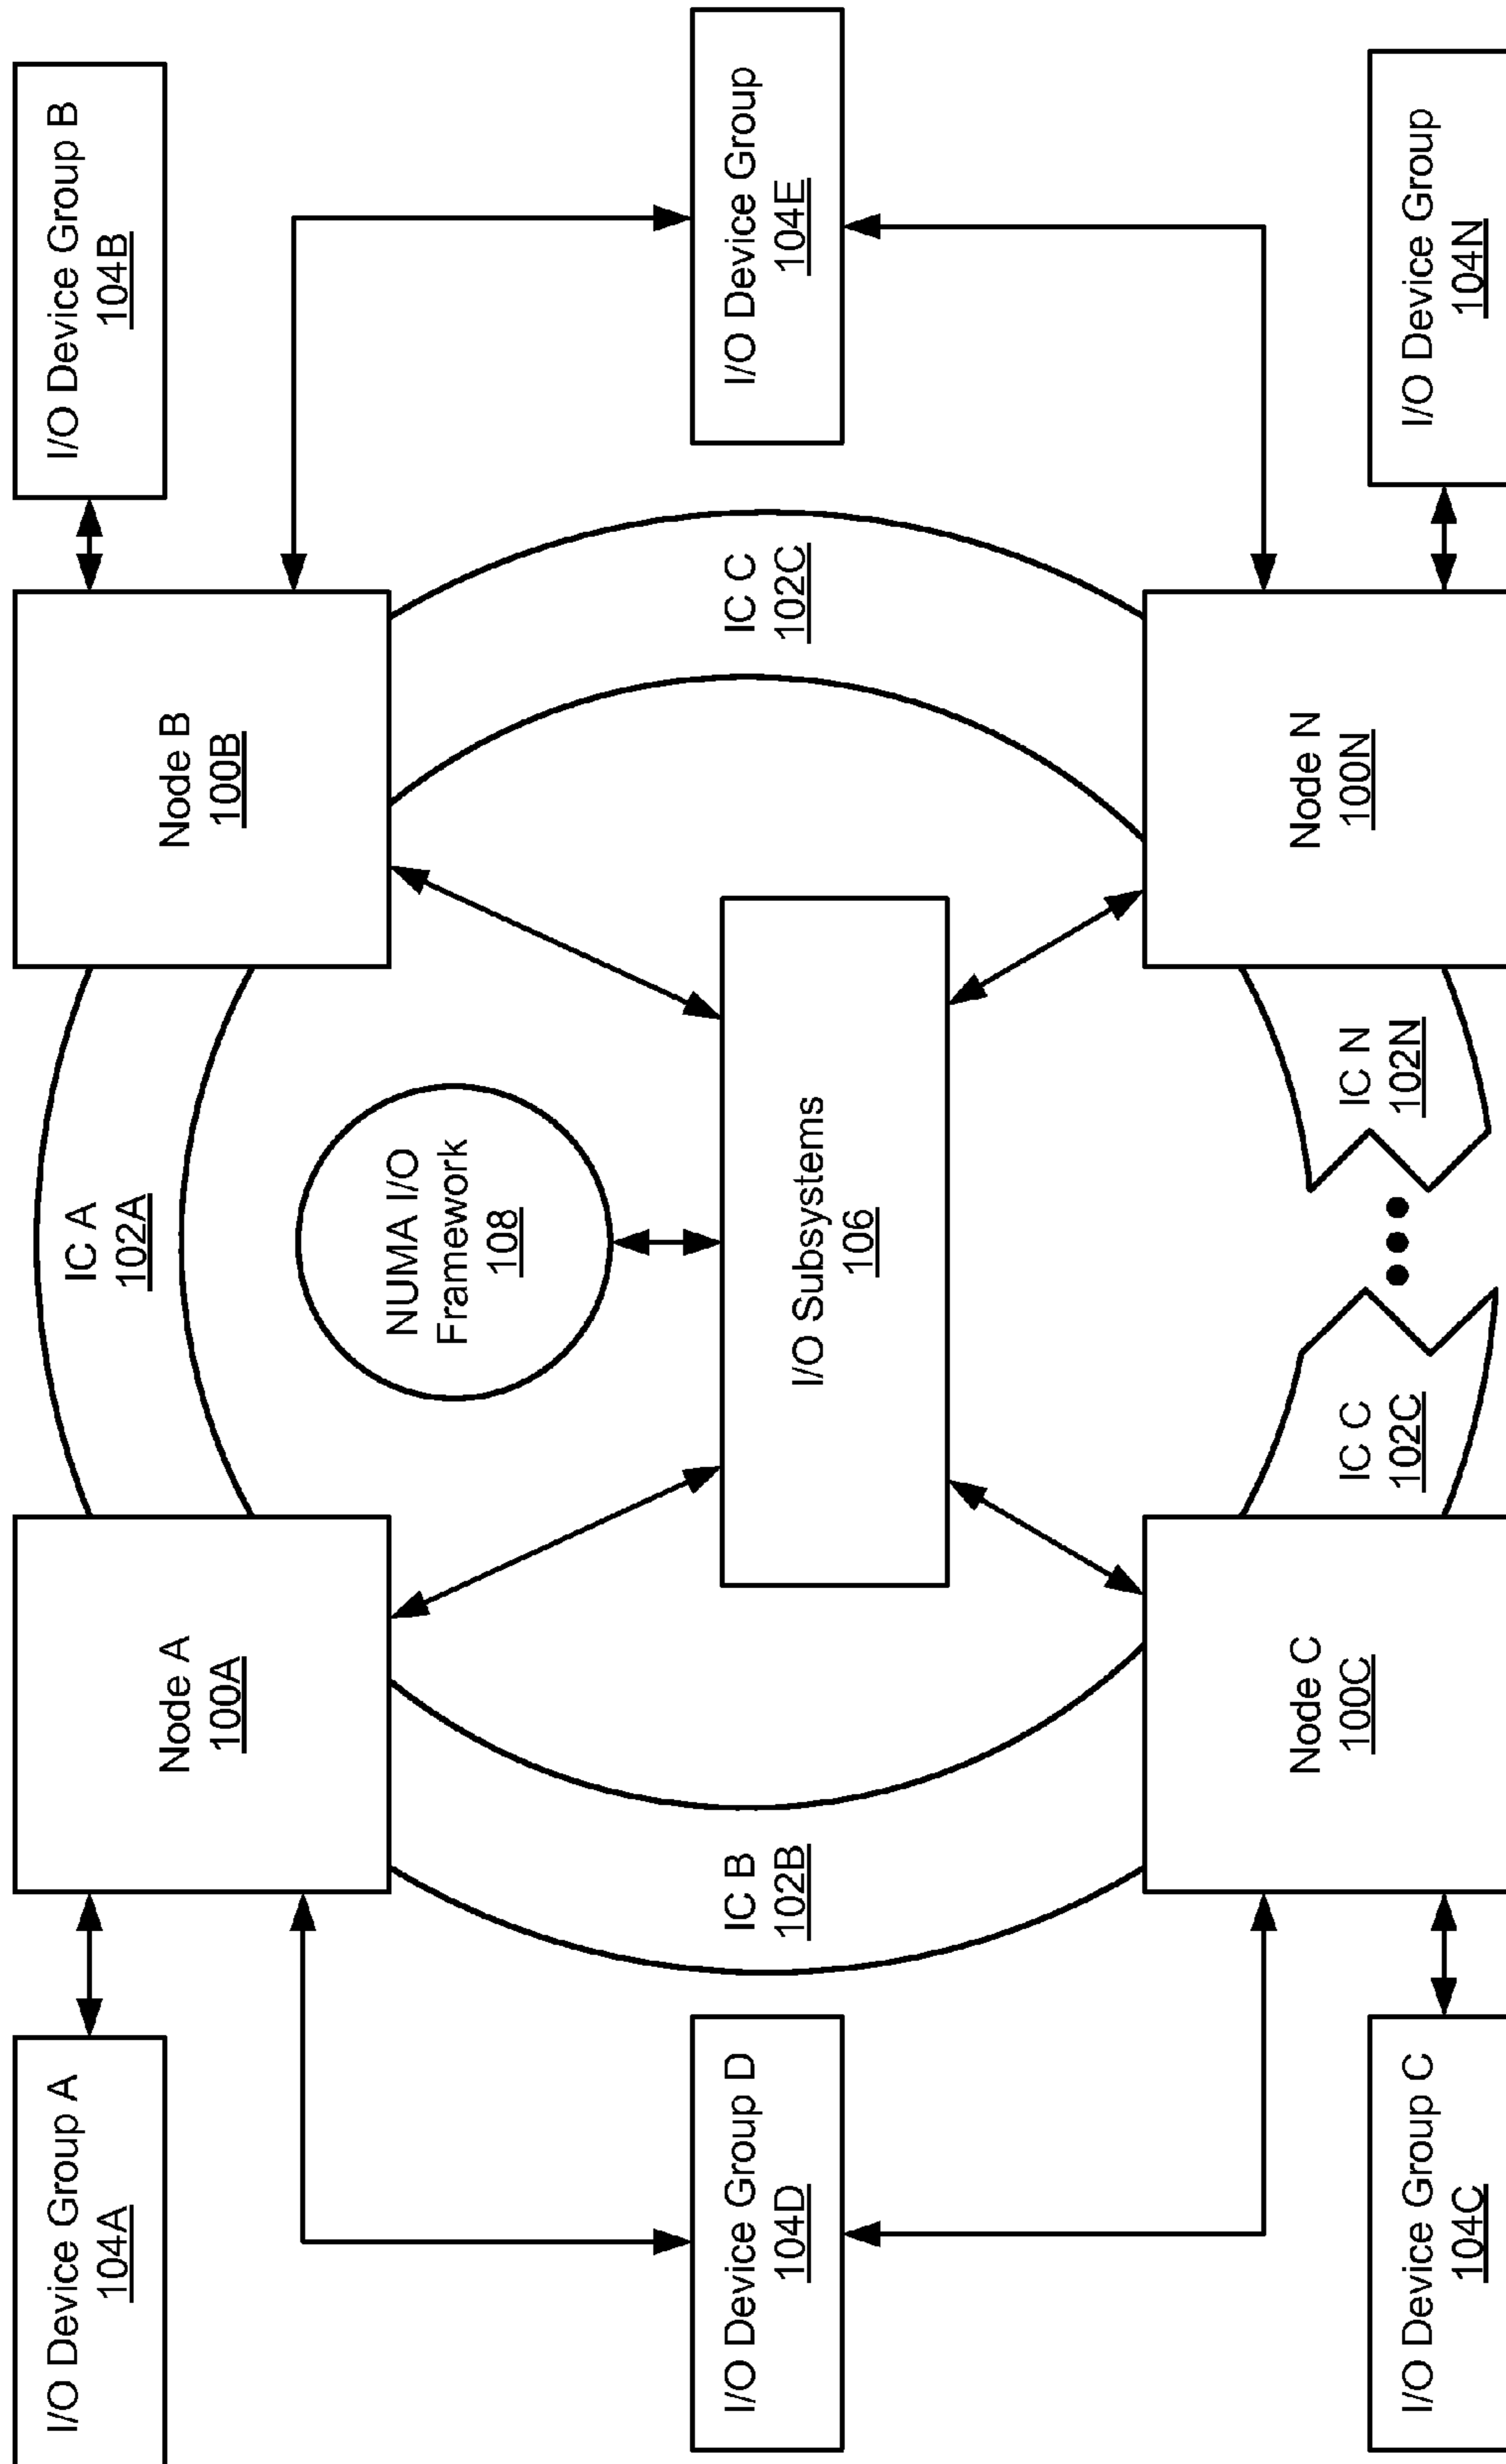 I/O Device Group A
104A
Node A
100A
IC A
102A
Node B
100B
I/O Device Group B
104B
NUMA I/O
Framework
108
I/O Device Group D
104D
IC B
102B
I/O Subsystems
106
IC C
102C
I/O Device Group
104E
I/O Device Group C
104C
Node C
100C
IC C
102C
IC N
102N
Node N
100N
I/O Device Group
104N